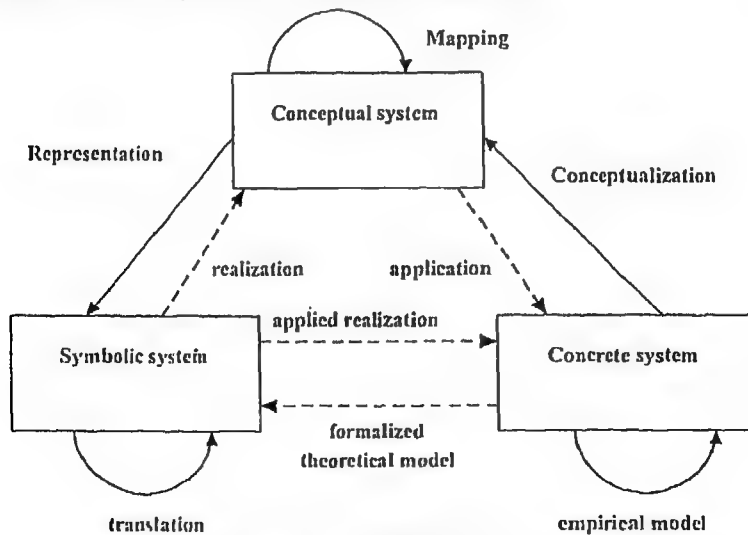 Mapping
Conceptual system
Representation
Conceptualization
realization
application
applied realization
Symbolic system
Concrete system
formalized
theoretical model
translation
empirical model